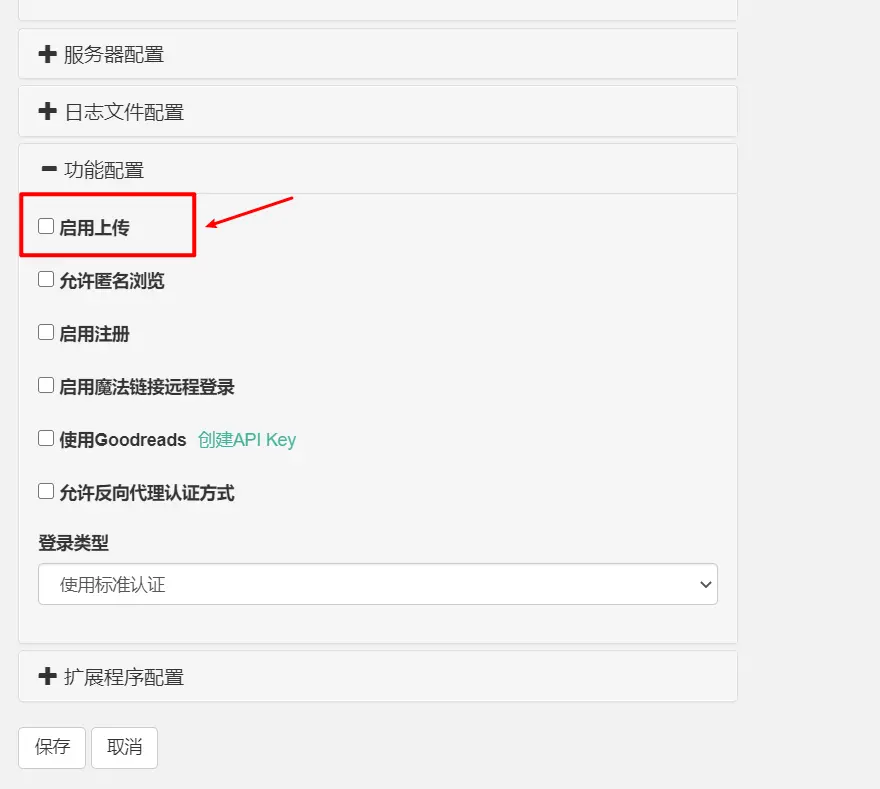 服务器配置
日志文件配置
功能配置
启用上传
允许匿名浏览
启用注册
启用魔法链接远程登录
使用Goodreads 创建API Key
允许反向代理认证方式
登录类型
使用标准认证
扩展程序配置
保存 取消